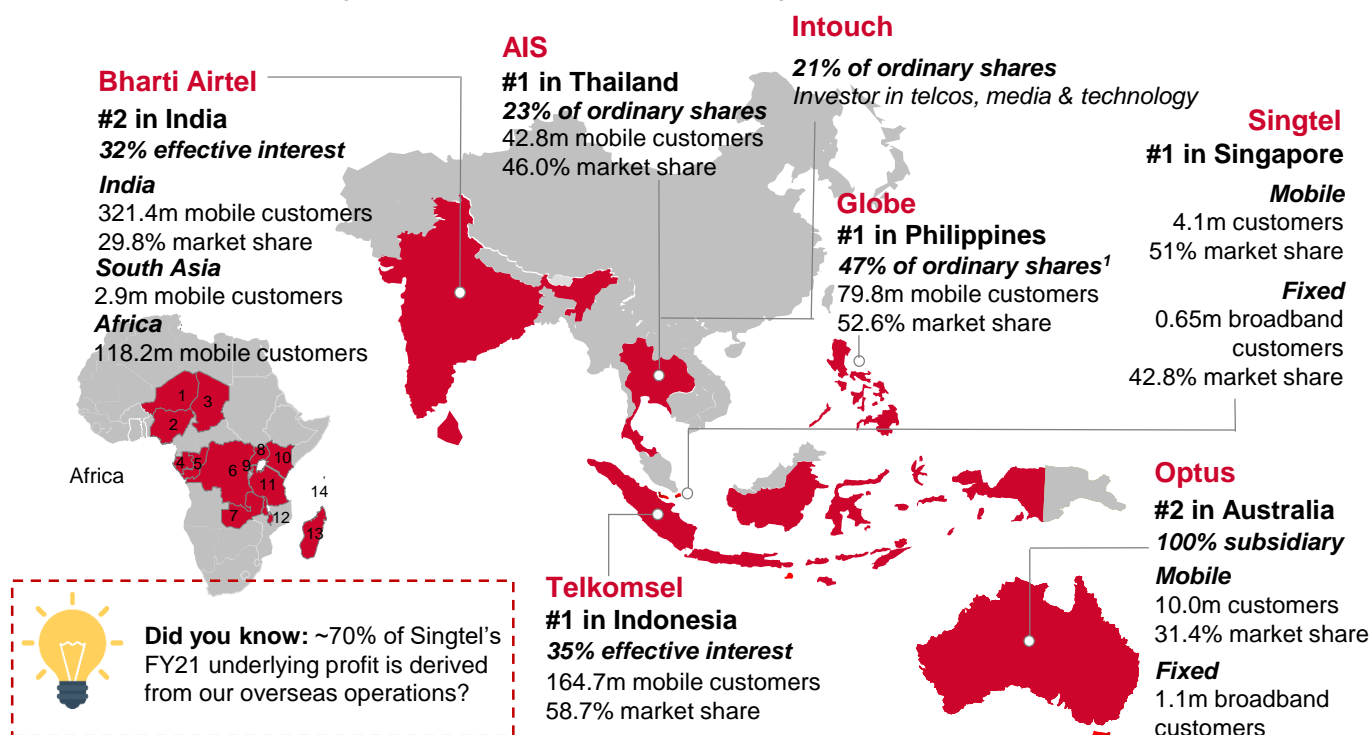 Intouch
21% of ordinary shares
Investor in telcos, media & technology
AIS
#1 in Thailand
23% of ordinary shares
42.8m mobile customers
46.0% market share
Bharti Airtel
#2 in India
32% effective interest
India
321.4m mobile customers
29.8% market share
South Asia
2.9m mobile customers
Africa
118.2m mobile customers
Singtel
#1 in Singapore
Mobile
4.1m customers
51% market share
Fixed
0.65m broadband
customers
42.8% market share
Globe
#1 in Philippines
47% of ordinary shares¹
79.8m mobile customers
52.6% market share
1
2
3
4
5
6
7
8
9
10
11
12
13
14
Africa
Optus
#2 in Australia
100% subsidiary
Mobile
10.0m customers
31.4% market share
Fixed
1.1m broadband
customers
Telkomsel
#1 in Indonesia
35% effective interest
164.7m mobile customers
58.7% market share
Did you know: ~70% of Singtel's
FY21 underlying profit is derived
from our overseas operations?